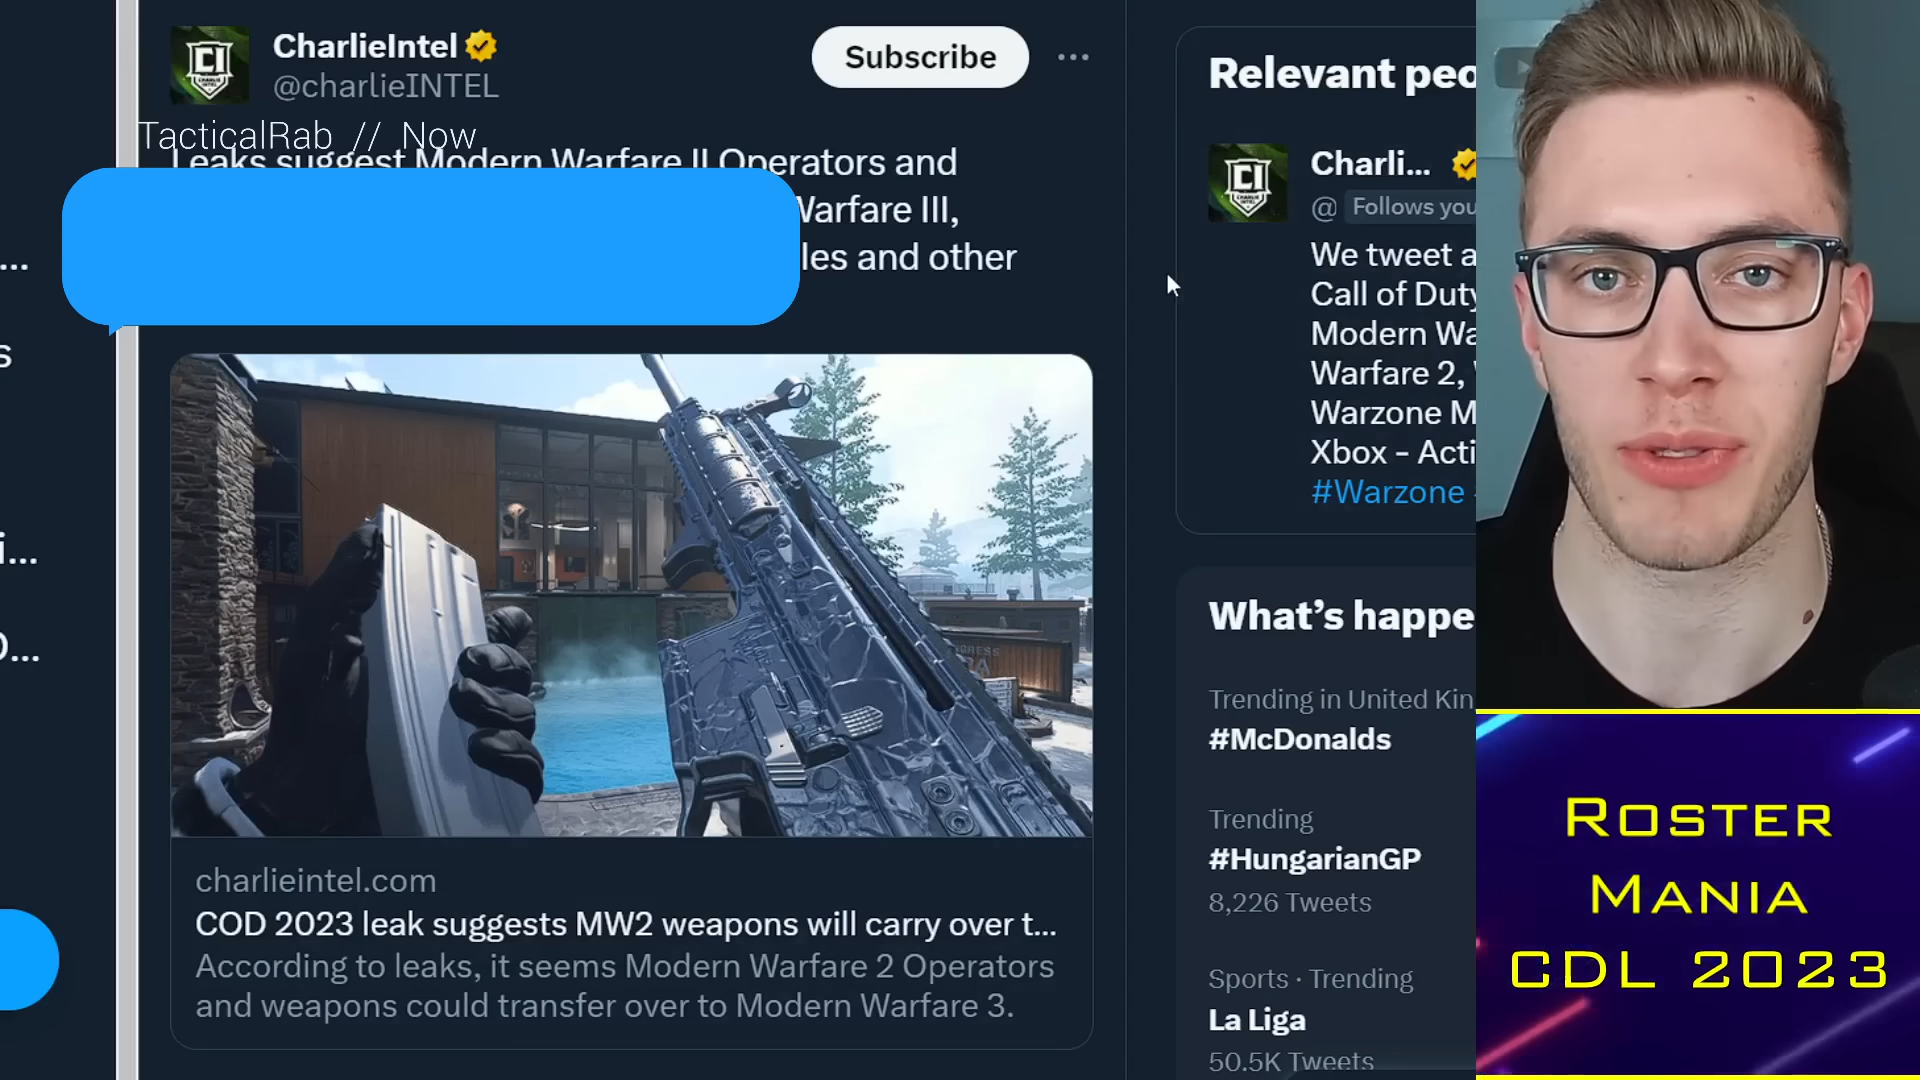 CharlieIntel
Subscribe
@charlieINTEL
TacticalRab // Now
Leaks suggest Modern Warfare II Operators and
Warfare III,
les and other
CI
charlieintel.com
COD 2023 leak suggests MW2 weapons will carry over t...
According to leaks, it seems Modern Warfare 2 Operators
and weapons could transfer over to Modern Warfare 3.
Relevant peo
CI
Charli...
@ Follows you
We tweet a
Call of Duty
Modern Wa
Warfare 2,
Warzone M
Xbox - Acti
#Warzone
What's happe
Trending in United Kin
#McDonalds
Trending
#HungarianGP
8,226 Tweets
Sports · Trending
La Liga
50.5K Tweets
Roster
Mania
CDL 2023